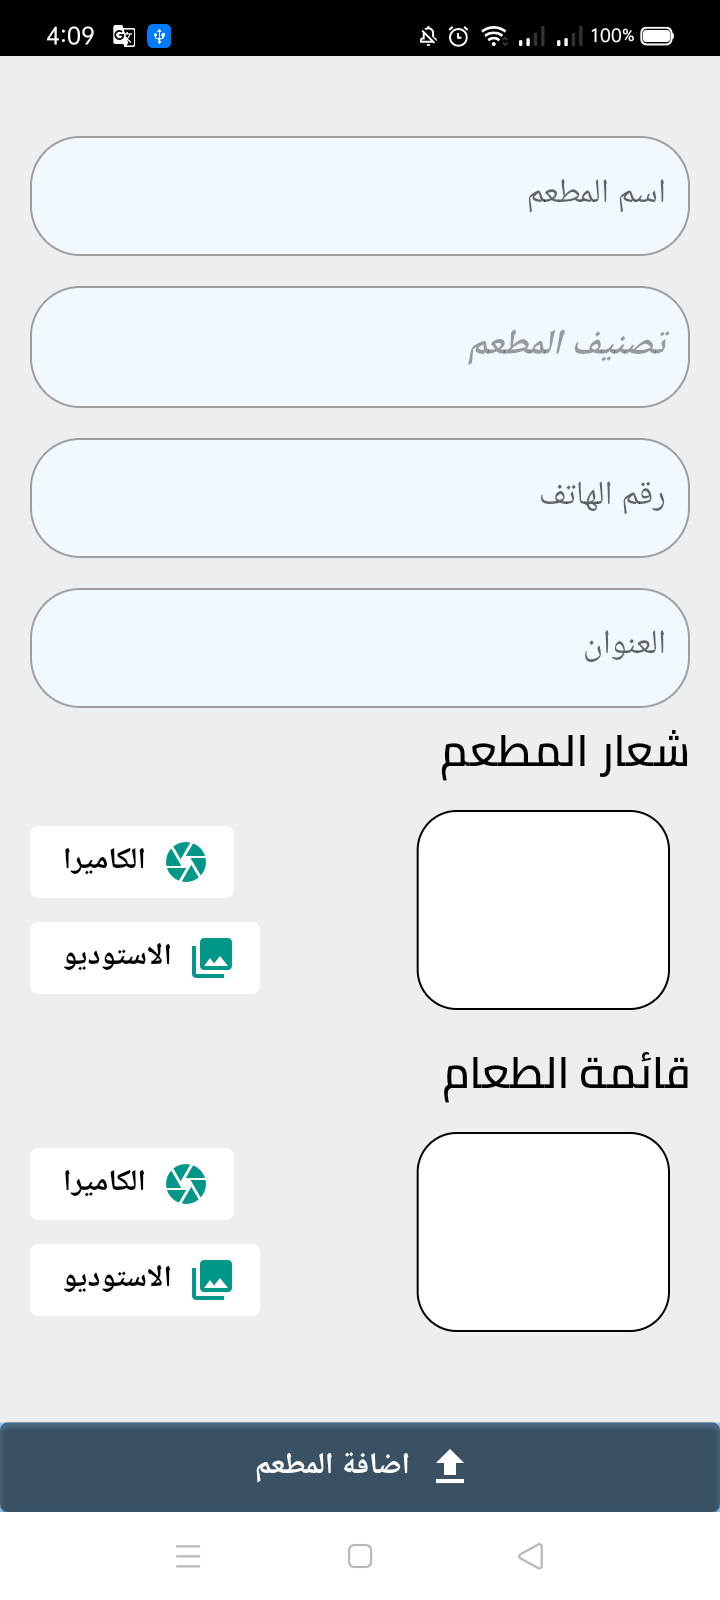 4:09 100%
اسم المطعم
تصنيف المطعم
رقم الهاتف
العنوان
شعار المطعم
الكاميرا
الاستوديو
قائمة الطعام
الكاميرا
الاستوديو
اضافة المطعم